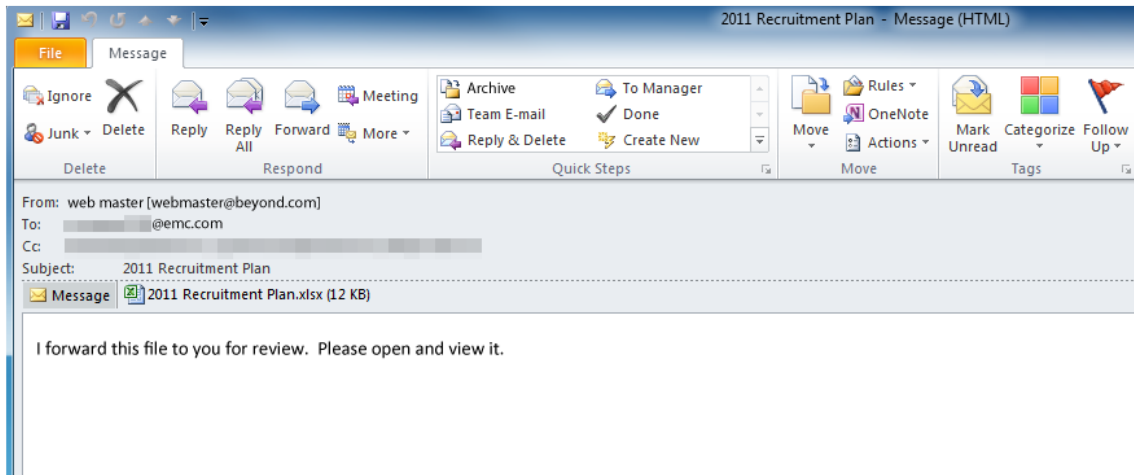 2011 Recruitment Plan - Message (HTML)
File Message
Ignore
Junk
Delete
Reply
Reply All
Forward
Meeting
More
Archive
To Manager
Team E-mail
Done
Reply & Delete
Create New
Move
Rules
OneNote
Actions
Mark Unread
Categorize
Follow Up
Delete
Respond
Quick Steps
Move
Tags
From: web master [webmaster@beyond.com]
To: @emc.com
Cc:
Subject: 2011 Recruitment Plan
Message 2011 Recruitment Plan.xlsx (12 KB)
I forward this file to you for review. Please open and view it.